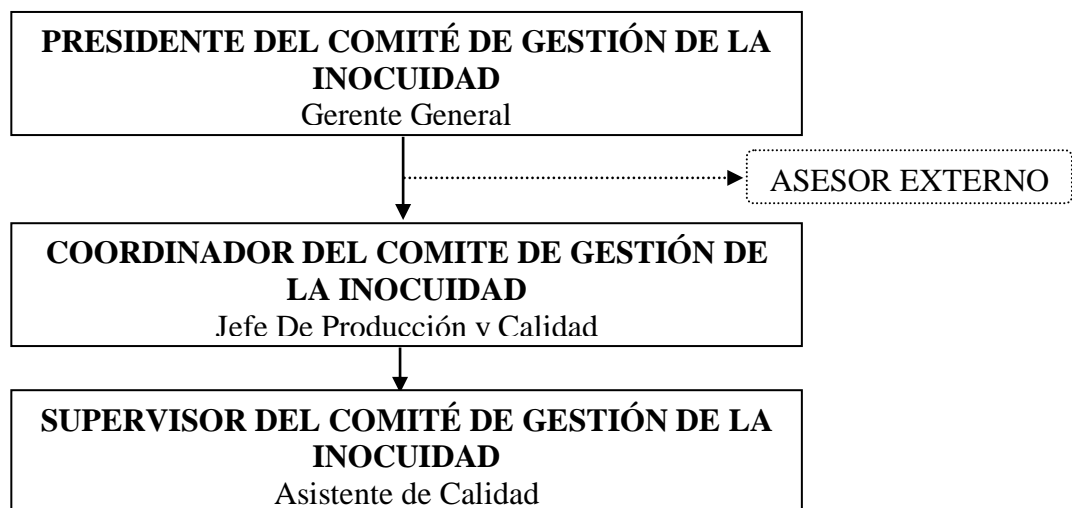 PRESIDENTE DEL COMITÉ DE GESTIÓN DE LA
INOCUIDAD
Gerente General
ASESOR EXTERNO
COORDINADOR DEL COMITE DE GESTIÓN DE
LA INOCUIDAD
Jefe De Producción y Calidad
SUPERVISOR DEL COMITÉ DE GESTIÓN DE LA
INOCUIDAD
Asistente de Calidad